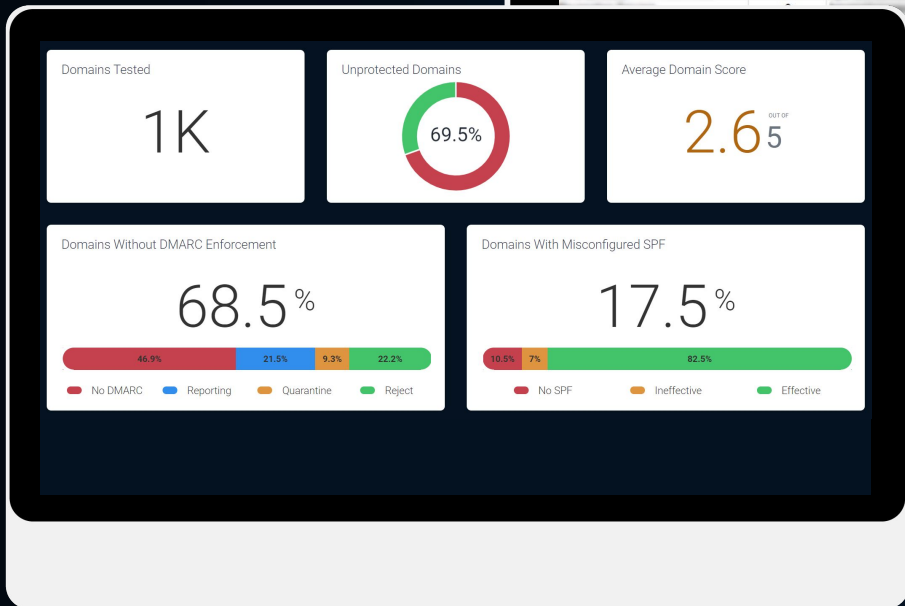 Domains Tested
1K
Unprotected Domains
69.5%
Average Domain Score
2.6 OUT OF 5
Domains Without DMARC Enforcement
68.5 %
46.9% 21.5% 9.3% 22.2%
No DMARC Reporting Quarantine Reject
Domains With Misconfigured SPF
17.5 %
10.5% 7% 82.5%
No SPF Ineffective Effective